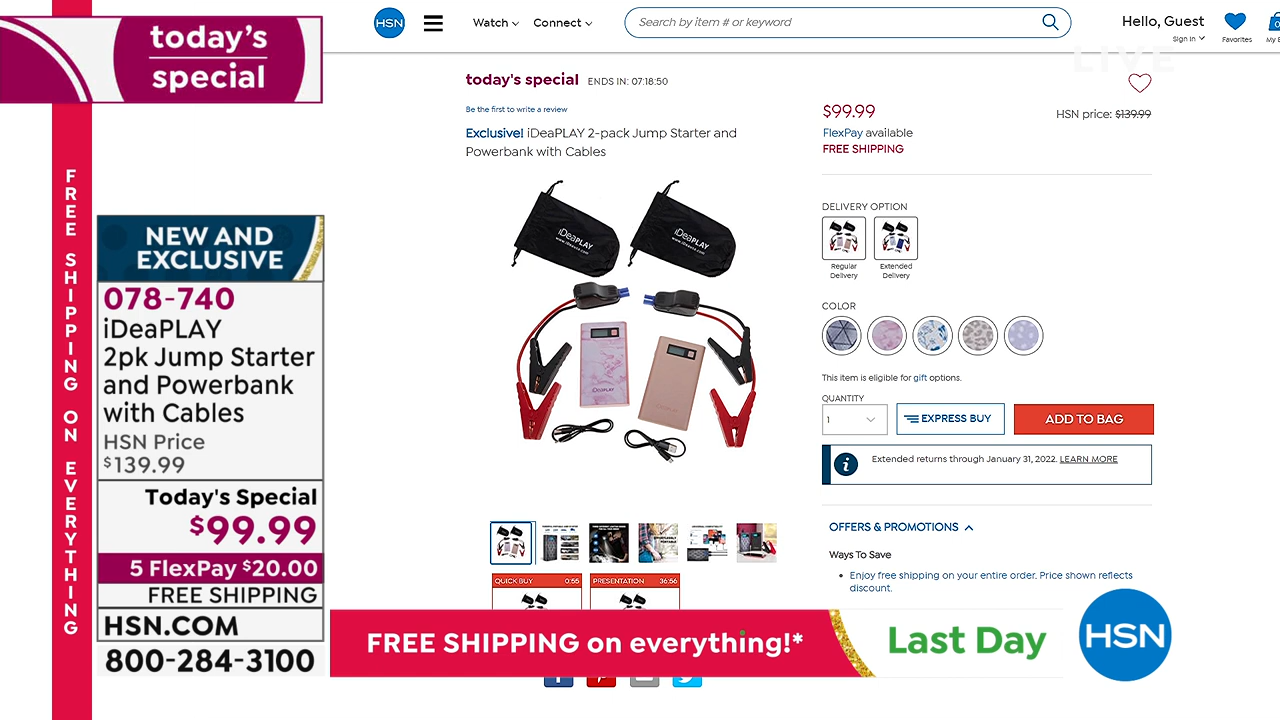 today's
special
FREE SHIPPING ON EVERYTHING
NEW AND
EXCLUSIVE
078-740
iDeaPLAY
2pk Jump Starter
and Powerbank
with Cables
HSN Price
$139.99
Today's Special
$99.99
5 FlexPay $20.00
FREE SHIPPING
HSN.COM
800-284-3100
HSN
Watch
Connect
Search by item # or keyword
Hello, Guest
Sign In
Favorites
0
LIVE
today's special ENDS IN: 07:18:50
Be the first to write a review
Exclusive! iDeaPLAY 2-pack Jump Starter and
Powerbank with Cables
iDeaPLAY
iDeaPLAY
iDeaPLAY
$99.99
HSN price: $139.99
FlexPay available
FREE SHIPPING
DELIVERY OPTION
Regular
Delivery
Extended
Delivery
COLOR
This item is eligible for gift options.
QUANTITY
1
EXPRESS BUY
ADD TO BAG
Extended returns through January 31, 2022. LEARN MORE
OFFERS & PROMOTIONS
Ways To Save
• Enjoy free shipping on your entire order. Price shown reflects
discount.
QUICK BUY 0:55
PRESENTATION 36:56
FREE SHIPPING on everything!*
Last Day
HSN